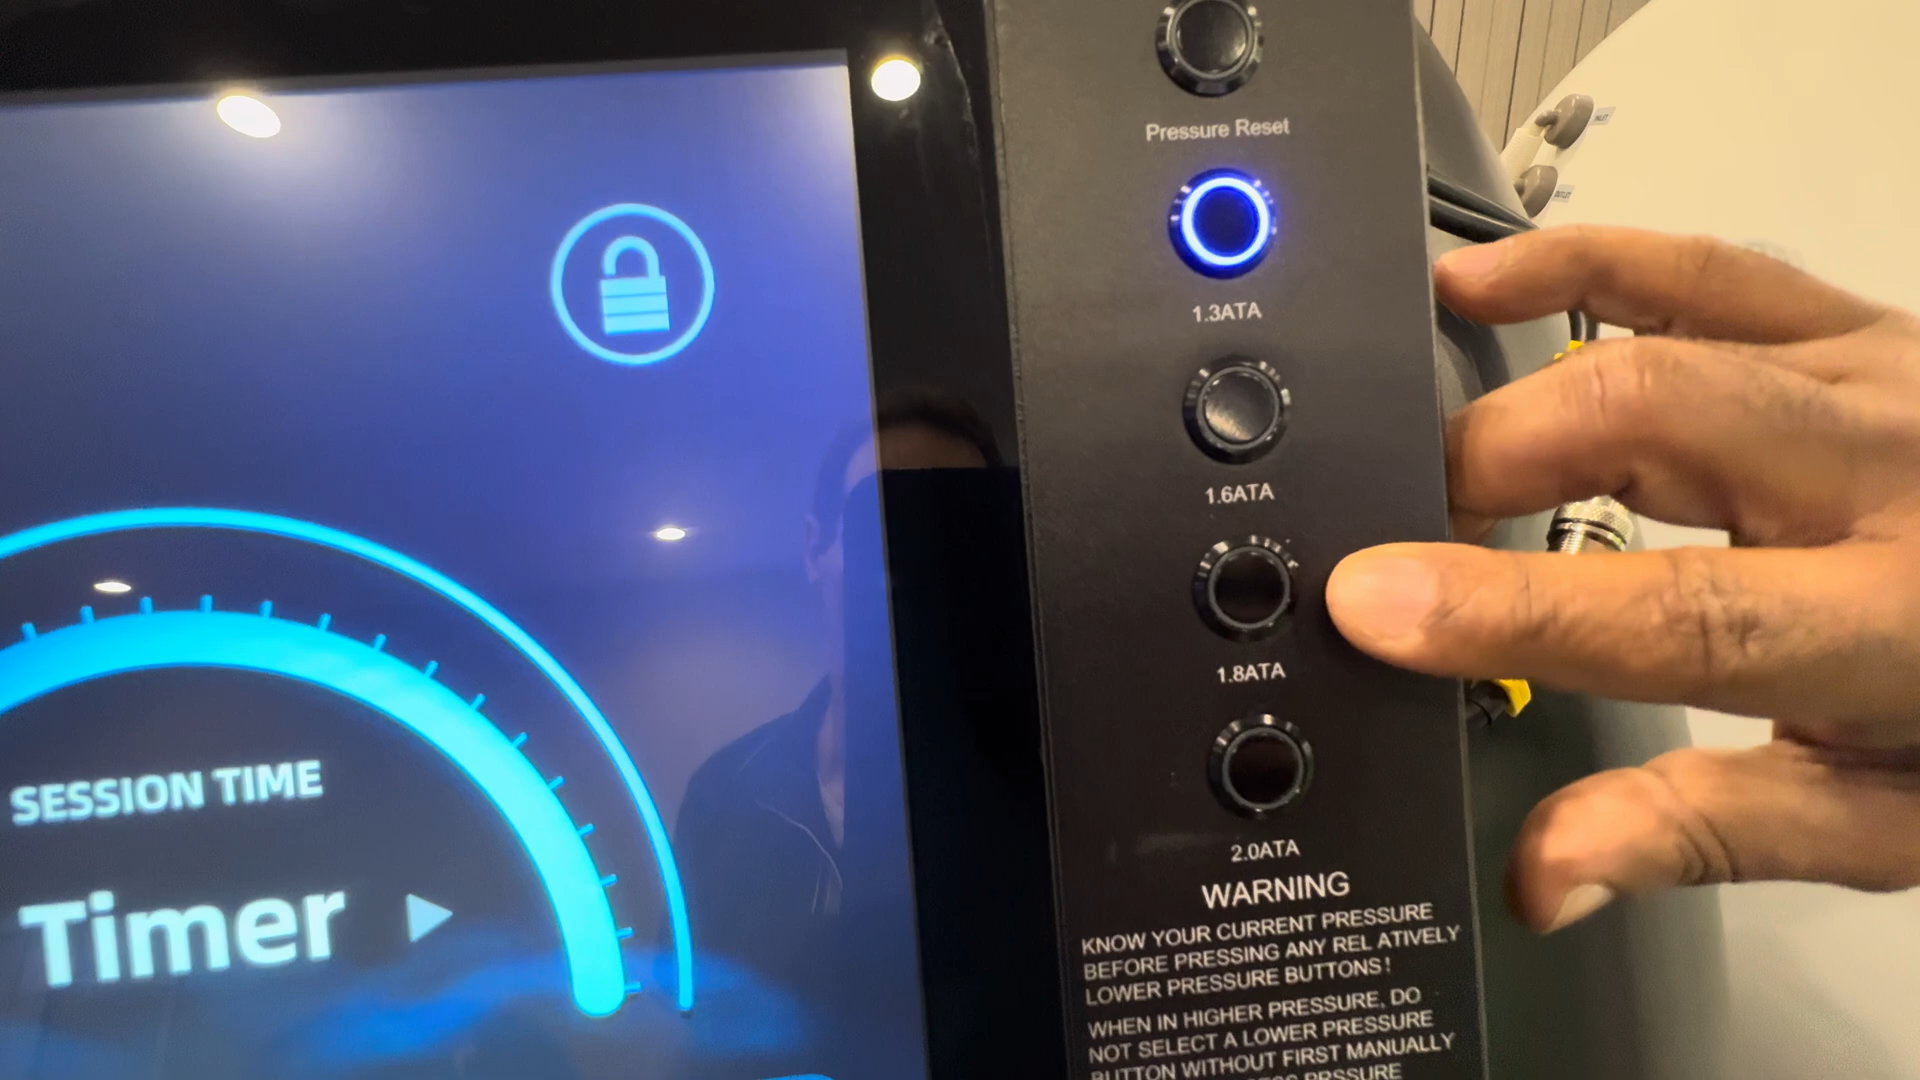 Pressure Reset
1.3ATA
1.6ATA
1.8ATA
2.0ATA
WARNING
KNOW YOUR CURRENT PRESSURE
BEFORE PRESSING ANY REL ATIVELY
LOWER PRESSURE BUTTONS!
WHEN IN HIGHER PRESSURE, DO
NOT SELECT A LOWER PRESSURE
BUTTON WITHOUT FIRST MANUALLY
PRSSURE
SESSION TIME
Timer
OUTLET